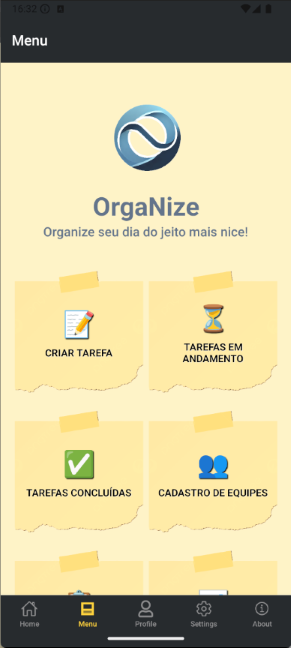 15:32
Menu
OrgaNize
Organize seu dia do jeito mais nice!
CRIAR TAREFA
TAREFAS EM
ANDAMENTO
TAREFAS CONCLUÍDAS
CADASTRO DE EQUIPES
Home
Menu
Profile
Settings
About